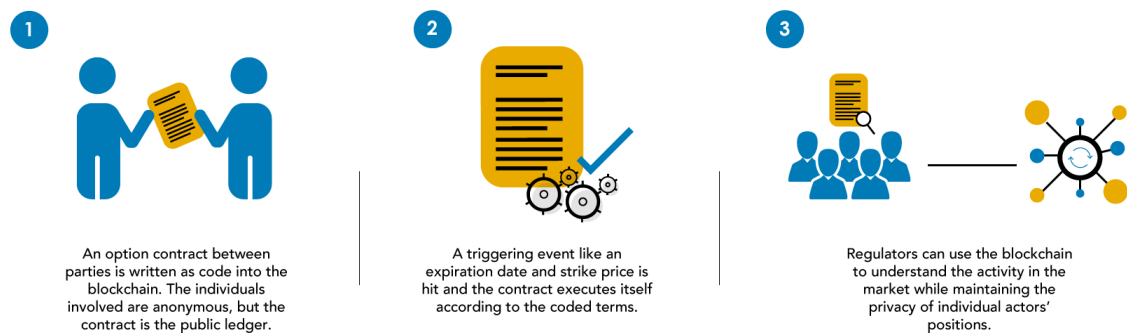 1
An option contract between
parties is written as code into the
blockchain. The individuals
involved are anonymous, but the
contract is the public ledger.
2
A triggering event like an
expiration date and strike price is
hit and the contract executes itself
according to the coded terms.
3
Regulators can use the blockchain
to understand the activity in the
market while maintaining the
privacy of individual actors’
positions.